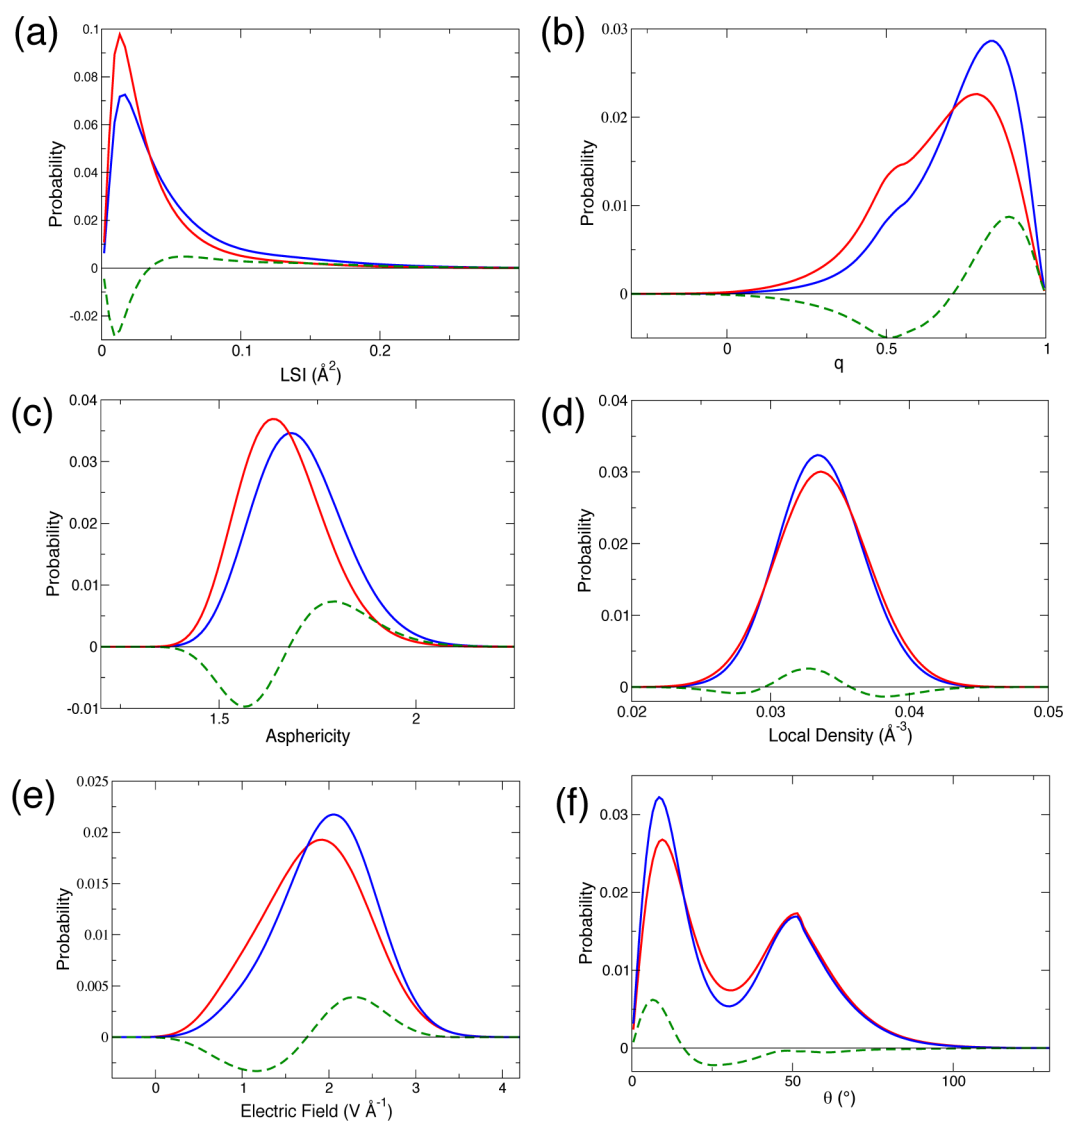 (a)
0.1
0.08
0.06
0.04
0.02
0
-0.02
Probability
0
0.1
0.2
LSI (Å2)
(b)
0.03
0.02
0.01
0
Probability
0
0.5
1
q
(c)
0.04
0.03
0.02
0.01
0
-0.01
Probability
1.5
2
Asphericity
(d)
0.04
0.03
0.02
0.01
0
Probability
0.02
0.03
0.04
0.05
Local Density (Å-3)
(e)
0.025
0.02
0.015
0.01
0.005
0
Probability
0
1
2
3
4
Electric Field (V Å-1)
(f)
0.03
0.02
0.01
0
Probability
0
50
100
θ (°)